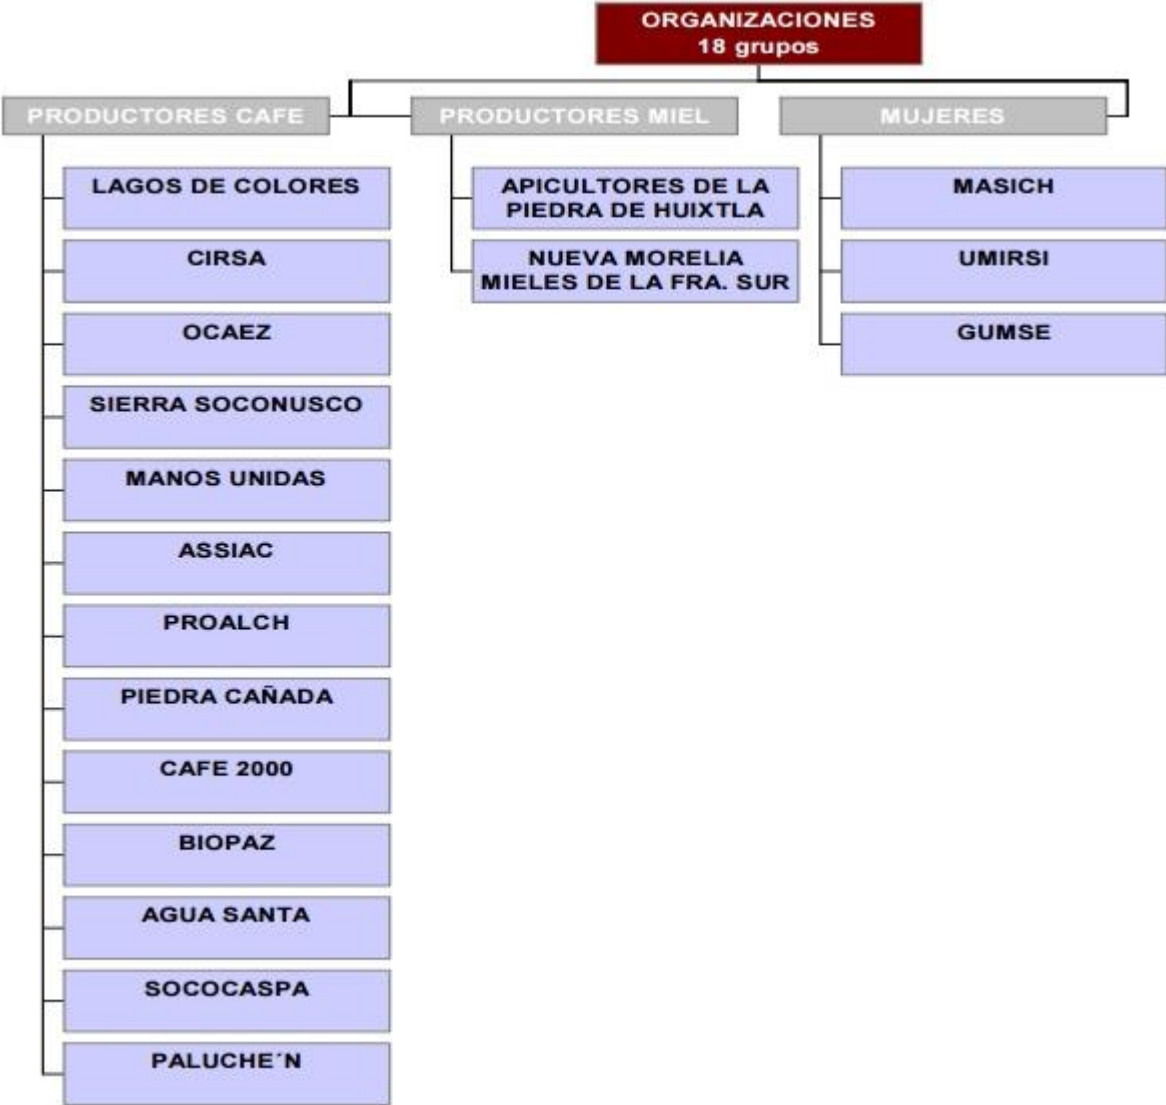 ORGANIZACIONES
18 grupos
PRODUCTORES CAFE
PRODUCTORES MIEL
MUJERES
LAGOS DE COLORES
CIRSA
OCAEZ
SIERRA SOCONUSCO
MANOS UNIDAS
ASSIAC
PROALCH
PIEDRA CAÑADA
CAFE 2000
BIOPAZ
AGUA SANTA
SOCOCASPA
PALUCHE´N
APICULTORES DE LA
PIEDRA DE HUIXTLA
NUEVA MORELIA
MIELES DE LA FRA. SUR
MASICH
UMIRSI
GUMSE